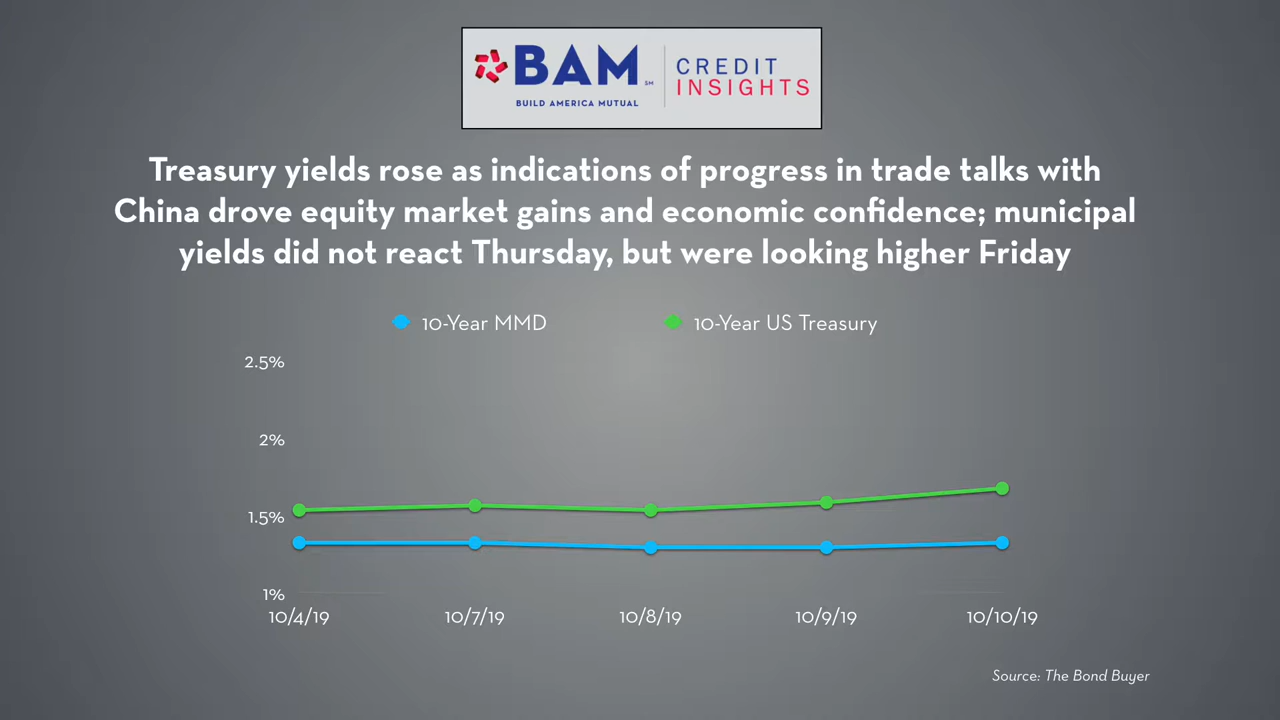 BAM SM
BUILD AMERICA MUTUAL
CREDIT
INSIGHTS
Treasury yields rose as indications of progress in trade talks with
China drove equity market gains and economic confidence; municipal
yields did not react Thursday, but were looking higher Friday
10-Year MMD 10-Year US Treasury
2.5%
2%
1.5%
1%
10/4/19 10/7/19 10/8/19 10/9/19 10/10/19
Source: The Bond Buyer